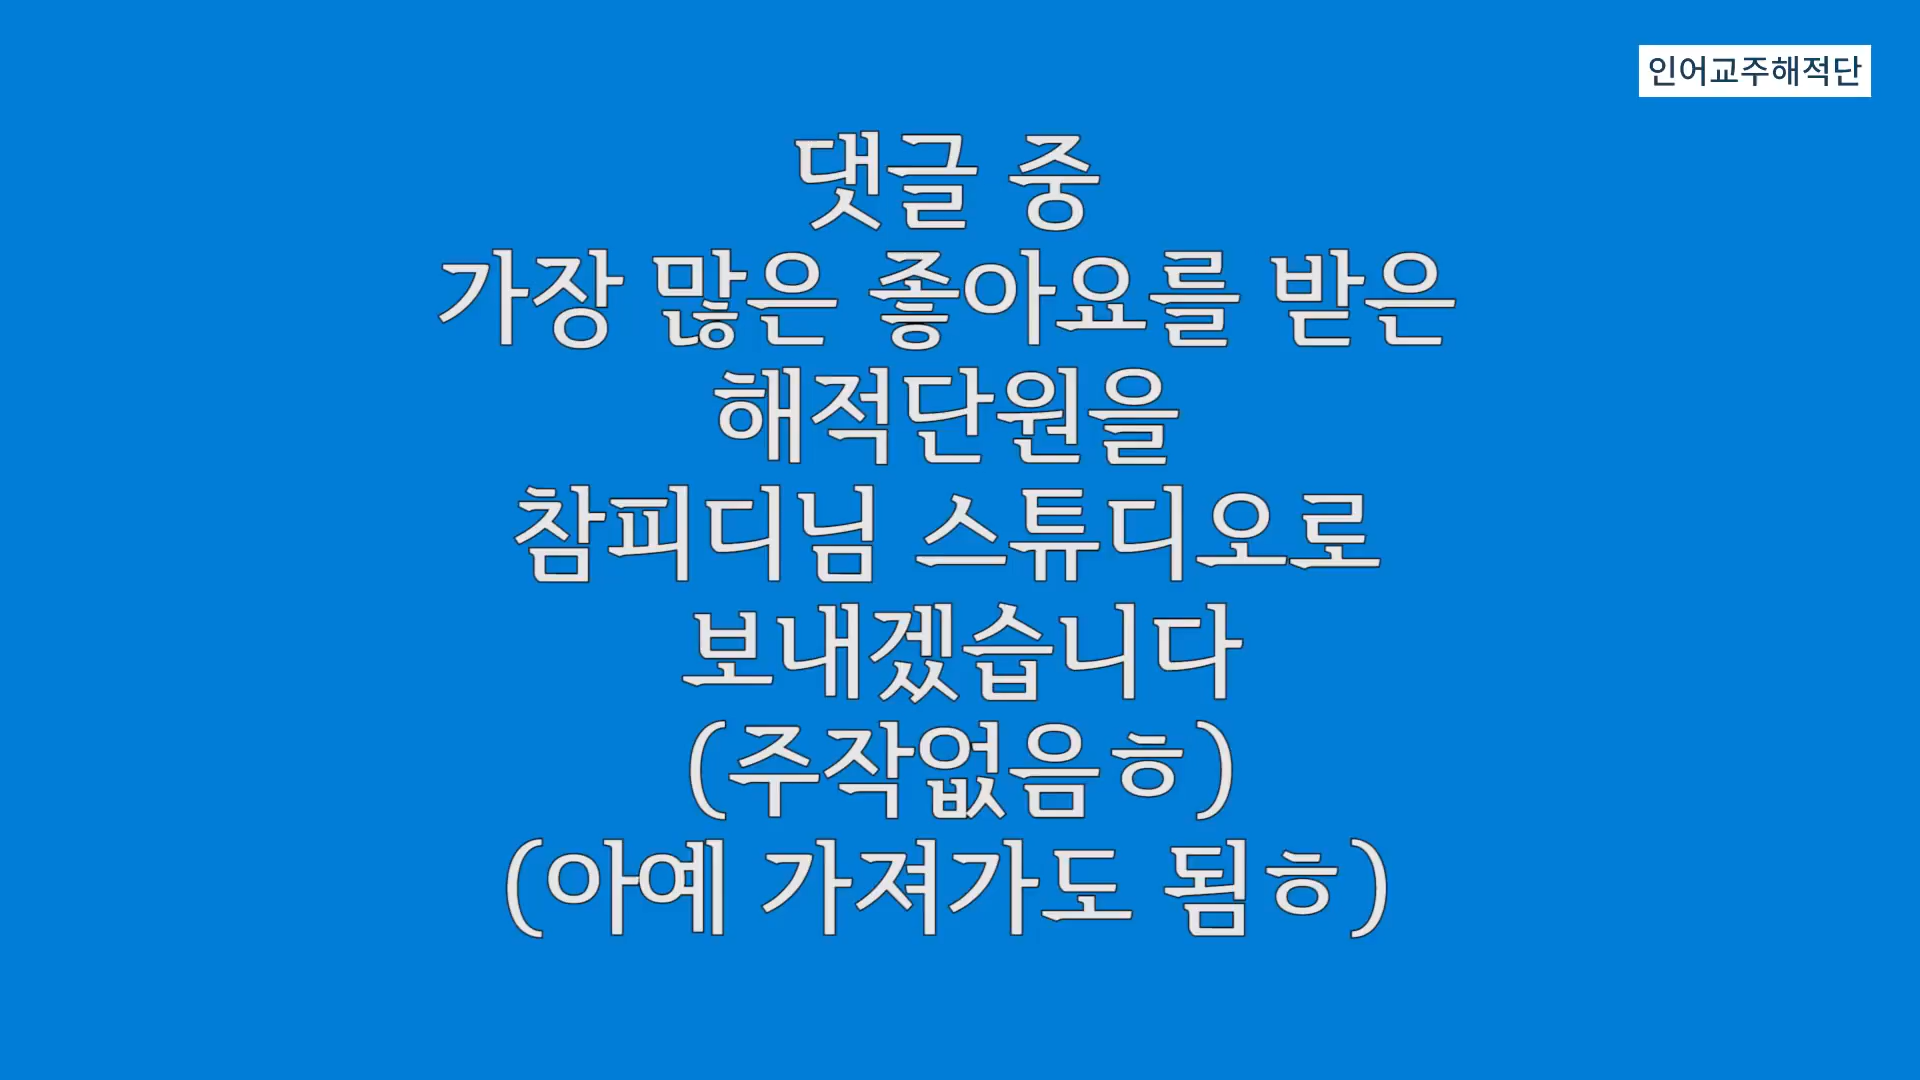 인어교주해적단
댓글 중
가장 많은 좋아요를 받은
해적단원을
참피디님 스튜디오로
보내겠습니다
(주작없음ㅎ)
(아예 가져가도 됨ㅎ)